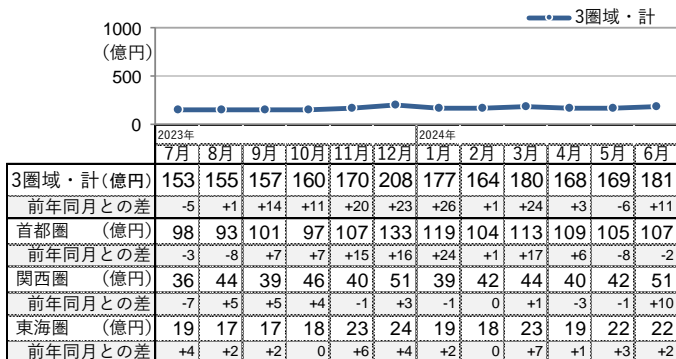 3圏域・計
1000
(億円)
500
0
2023年 2024年
7月 8月 9月 10月 11月 12月 1月 2月 3月 4月 5月 6月
3圏域・計(億円) 153 155 157 160 170 208 177 164 180 168 169 181
前年同月との差 -5 +1 +14 +11 +20 +23 +26 +1 +24 +3 -6 +11
首都圏 (億円) 98 93 101 97 107 133 119 104 113 109 105 107
前年同月との差 -3 -8 +7 +7 +15 +16 +24 +1 +17 +6 -8 -2
関西圏 (億円) 36 44 39 46 40 51 39 42 44 40 42 51
前年同月との差 -7 +5 +5 +4 -1 +3 -1 0 +1 -3 -1 +10
東海圏 (億円) 19 17 17 18 23 24 19 18 23 19 22 22
前年同月との差 +4 +2 +2 0 +6 +4 +2 0 +7 +1 +3 +2